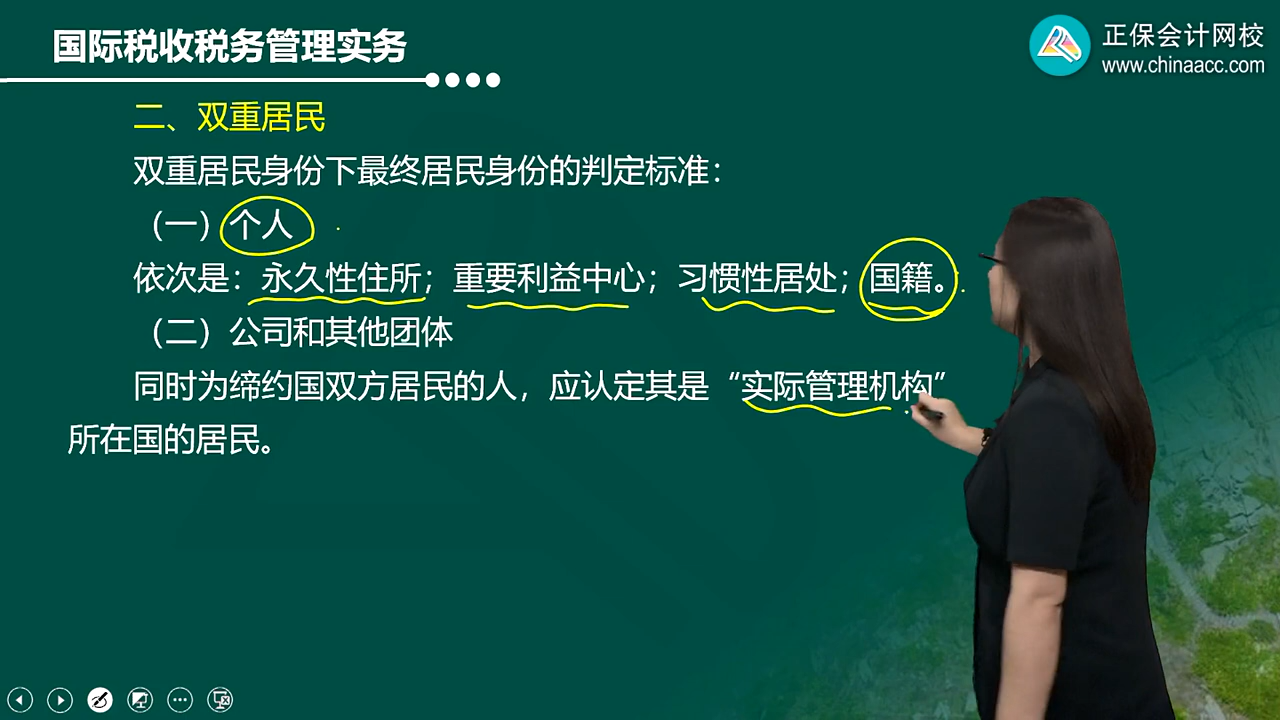 国际税收税务管理实务
正保会计网校
www.chinaacc.com
二、双重居民
双重居民身份下最终居民身份的判定标准：
（一）个人
依次是：永久性住所；重要利益中心；习惯性居处；国籍。
（二）公司和其他团体
同时为缔约国双方居民的人，应认定其是“实际管理机构”
所在国的居民。